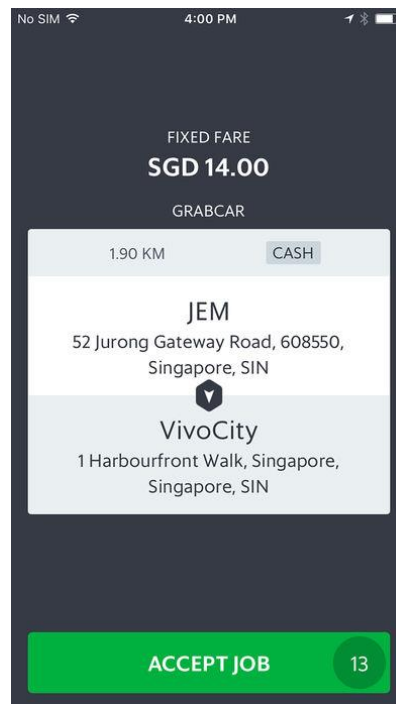 No SIM 4:00 PM
FIXED FARE
SGD 14.00
GRABCAR
1.90 KM CASH
JEM
52 Jurong Gateway Road, 608550,
Singapore, SIN
VivoCity
1 Harbourfront Walk, Singapore,
Singapore, SIN
ACCEPT JOB 13